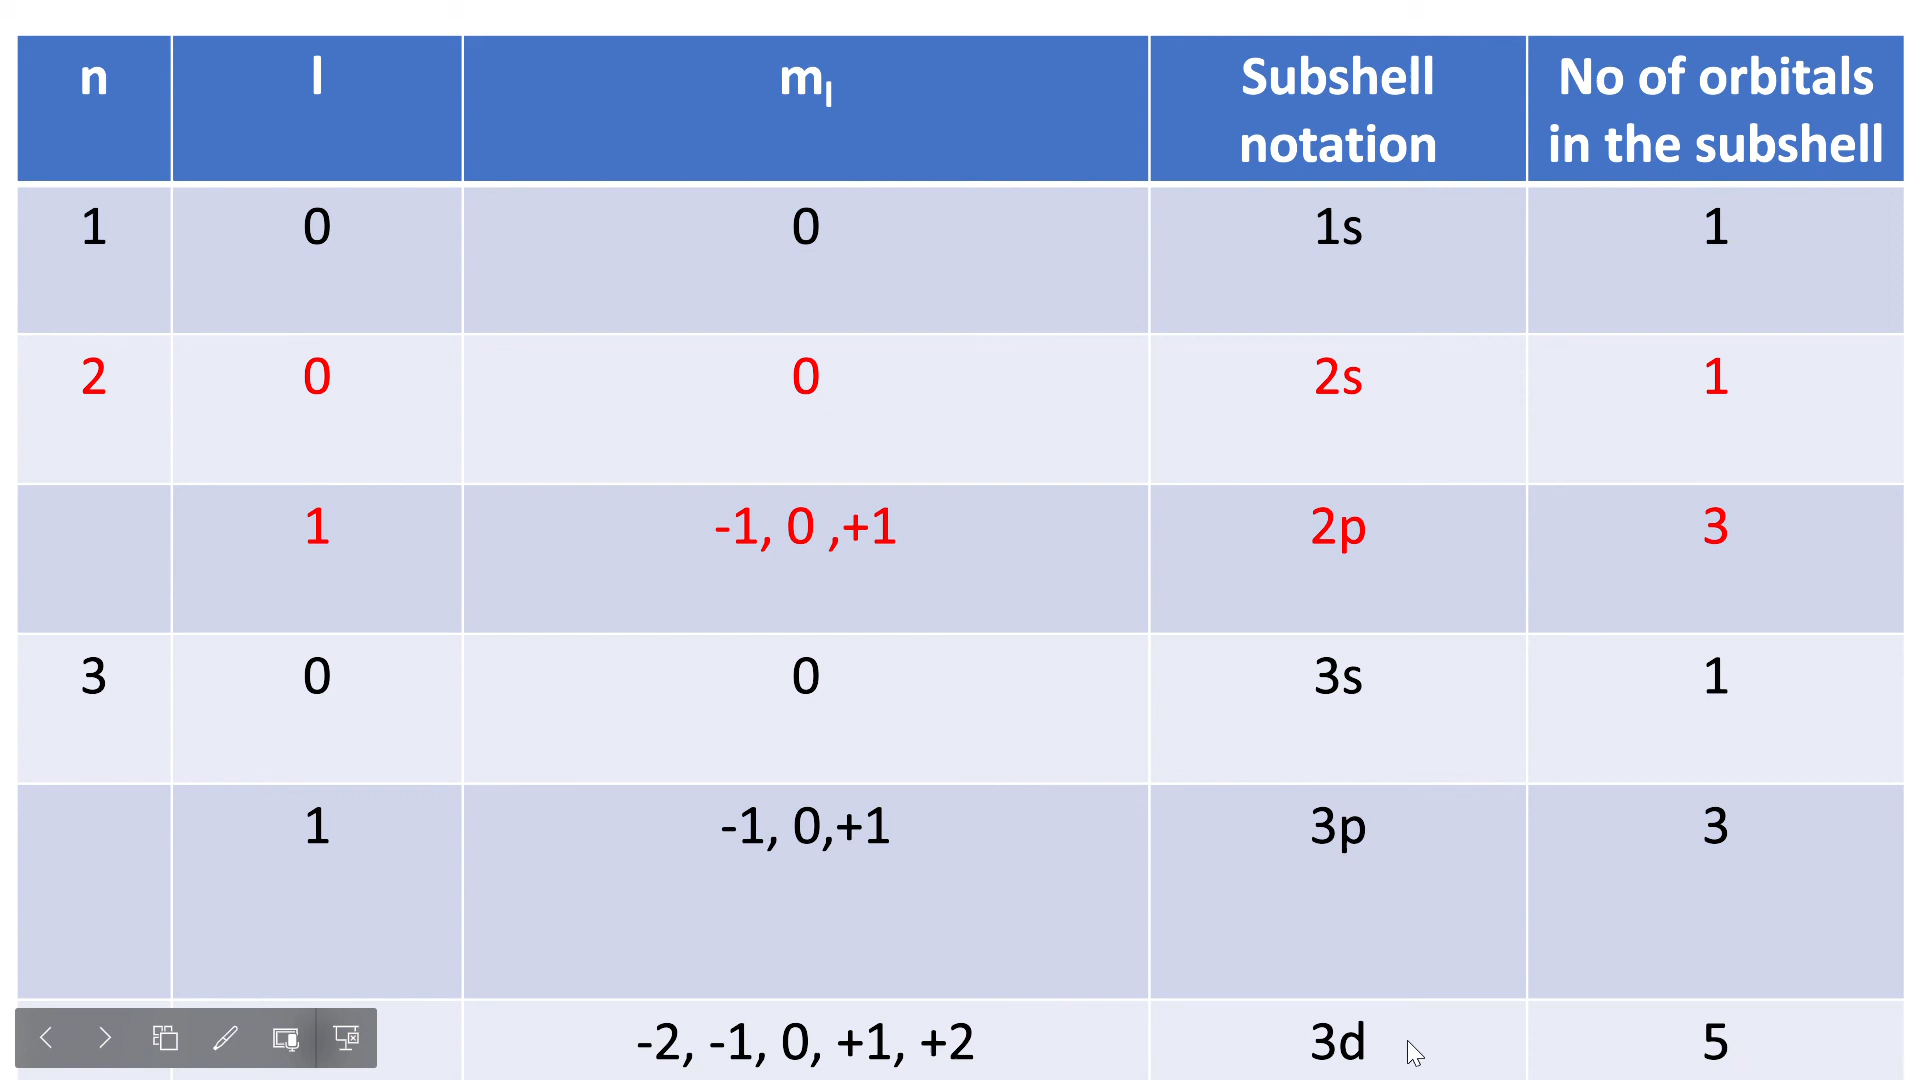 n l m_l Subshell notation No of orbitals in the subshell
1 0 0 1s 1
2 0 0 2s 1
1 -1, 0 ,+1 2p 3
3 0 0 3s 1
1 -1, 0,+1 3p 3
-2, -1, 0, +1, +2 3d 5